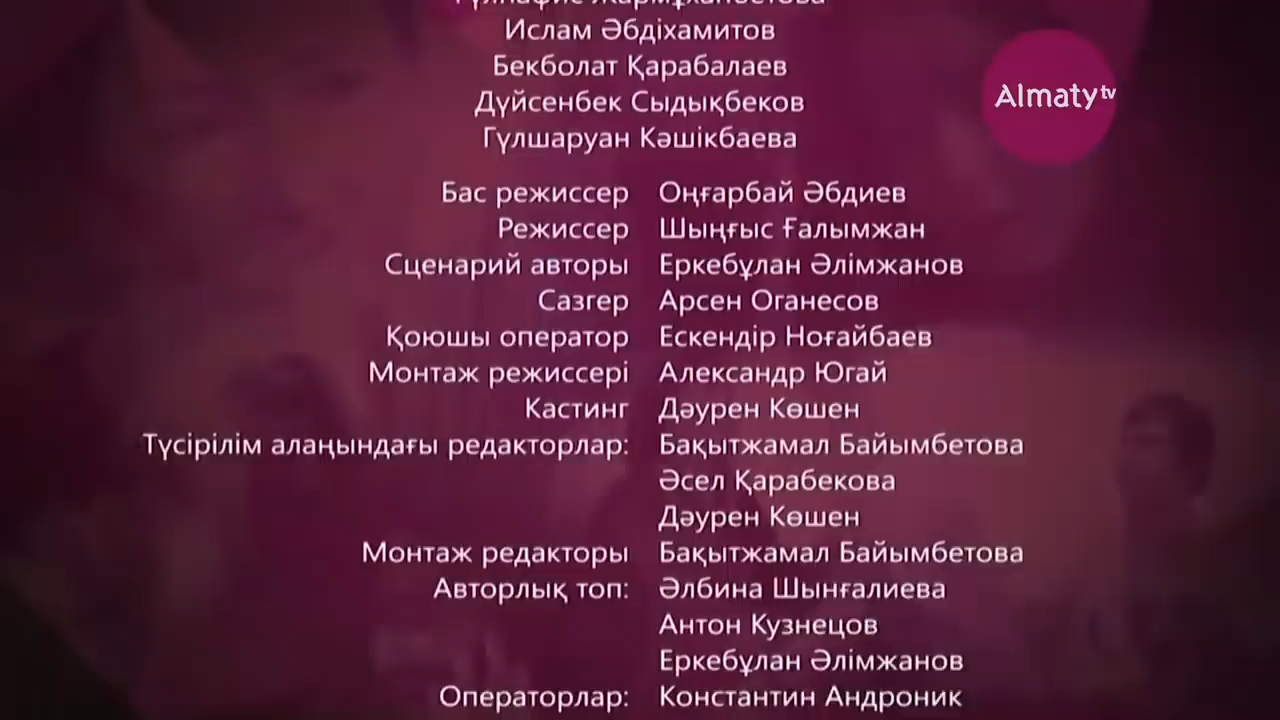 Ислам Әбдіхамитов
Бекболат Қарабалаев
Дүйсенбек Сыдықбеков
Гүлшаруан Кәшікбаева
Almaty tv
Бас режиссер Оңғарбай Әбдиев
Режиссер Шыңғыс Ғалымжан
Сценарий авторы Еркебұлан Әлімжанов
Сазгер Арсен Оганесов
Қоюшы оператор Ескендір Ноғайбаев
Монтаж режиссері Александр Югай
Кастинг Дәурен Көшен
Түсірілім алаңындағы редакторлар: Бақытжамал Байымбетова
Әсел Қарабекова
Дәурен Көшен
Монтаж редакторы Бақытжамал Байымбетова
Авторлық топ: Әлбина Шынғалиева
Антон Кузнецов
Еркебұлан Әлімжанов
Операторлар: Константин Андроник